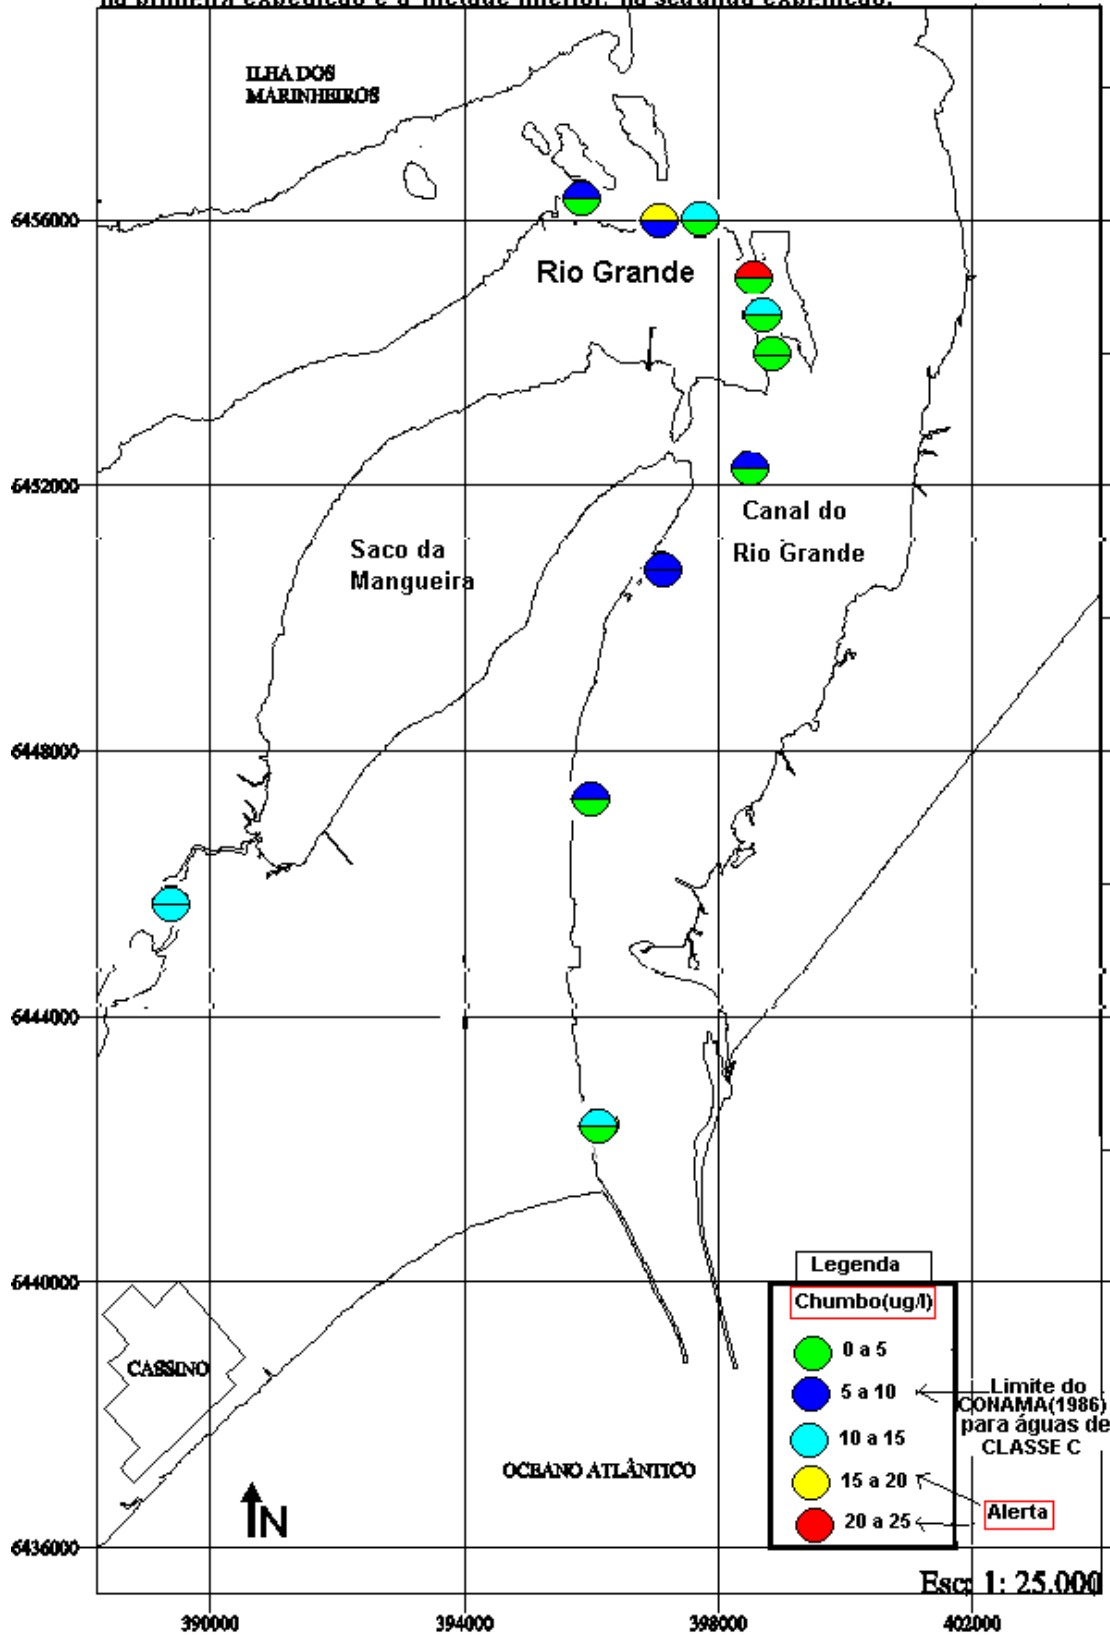 na primeira expedição e a metade inferior, na segunda expedição.
ILHA DOS
MARINHEIROS
6456000
Rio Grande
6452000
Canal do
Rio Grande
Saco da
Mangueira
6448000
6444000
6440000
CASSINO
OCEANO ATLÂNTICO
N
6436000
Legenda
Chumbo(ug/l)
0 a 5
5 a 10
10 a 15
15 a 20
20 a 25
Limite do
CONAMA(1986)
para águas de
CLASSE C
Alerta
Esc: 1: 25.000
390000
394000
398000
402000